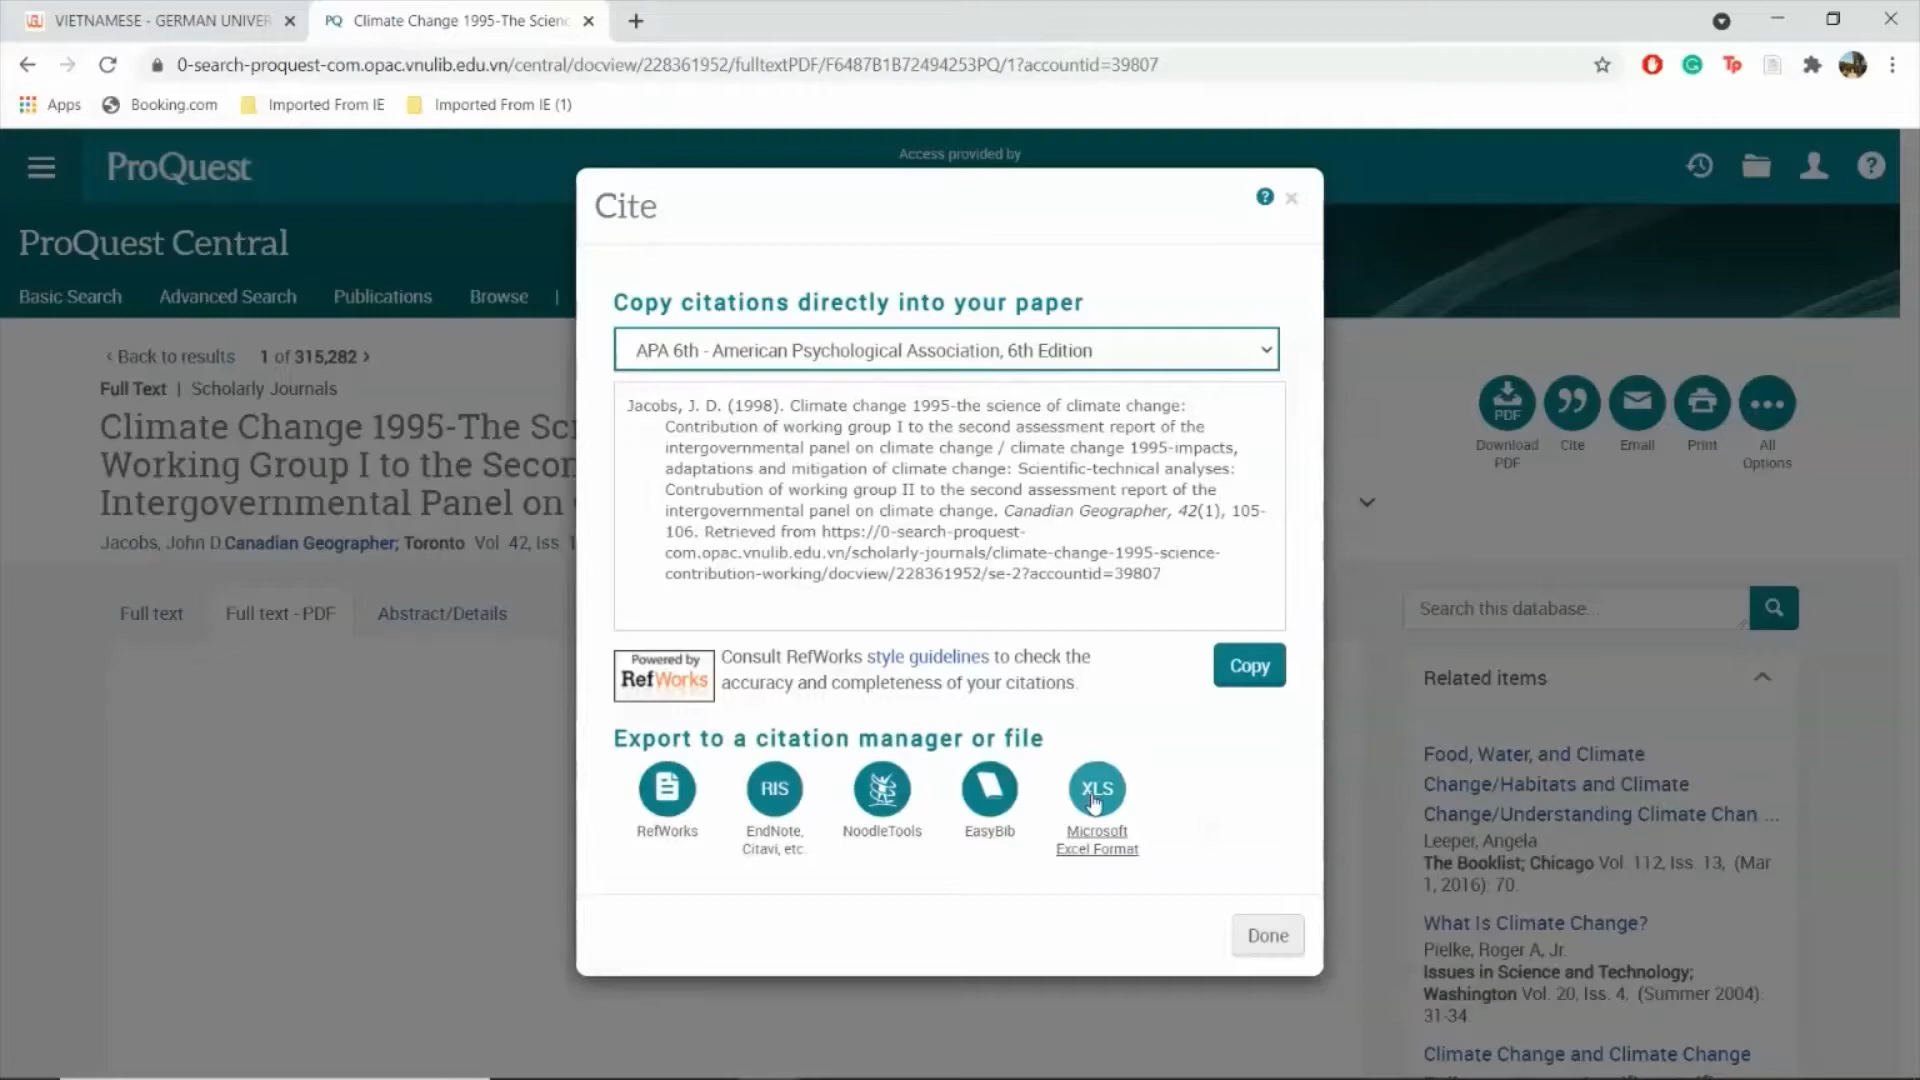 VIETNAMESE - GERMAN UNIVER
PQ Climate Change 1995-The Scienc
0-search-proquest-com.opac.vnulib.edu.vn/central/docview/228361952/fulltextPDF/F6487B1B72494253PQ/1?accountid=39807
Apps
Booking.com
Imported From IE
Imported From IE (1)
ProQuest
Access provided by
ProQuest Central
Basic Search
Advanced Search
Publications
Browse |
‹ Back to results 1 of 315,282 ›
Full Text | Scholarly Journals
Climate Change 1995-The Sci
Working Group I to the Secon
Intergovernmental Panel on
Jacobs, John D. Canadian Geographer; Toronto Vol. 42, Iss. 1
PDF
Download PDF
Cite
Email
Print
All Options
Full text
Full text - PDF
Abstract/Details
Cite
Copy citations directly into your paper
APA 6th - American Psychological Association, 6th Edition
Jacobs, J. D. (1998). Climate change 1995-the science of climate change:
Contribution of working group I to the second assessment report of the
intergovernmental panel on climate change / climate change 1995-impacts,
adaptations and mitigation of climate change: Scientific-technical analyses:
Contrubution of working group II to the second assessment report of the
intergovernmental panel on climate change. Canadian Geographer, 42(1), 105-
106. Retrieved from https://0-search-proquest-
com.opac.vnulib.edu.vn/scholarly-journals/climate-change-1995-science-
contribution-working/docview/228361952/se-2?accountid=39807
Powered by
RefWorks
Consult RefWorks style guidelines to check the
accuracy and completeness of your citations.
Copy
Export to a citation manager or file
RefWorks
RIS
EndNote,
Citavi, etc.
NoodleTools
EasyBib
XLS
Microsoft
Excel Format
Done
Search this database...
Related items
Food, Water, and Climate
Change/Habitats and Climate
Change/Understanding Climate Chan ...
Leeper, Angela
The Booklist; Chicago Vol. 112, Iss. 13, (Mar
1, 2016): 70.
What Is Climate Change?
Pielke, Roger A, Jr.
Issues in Science and Technology;
Washington Vol. 20, Iss. 4, (Summer 2004):
31-34
Climate Change and Climate Change